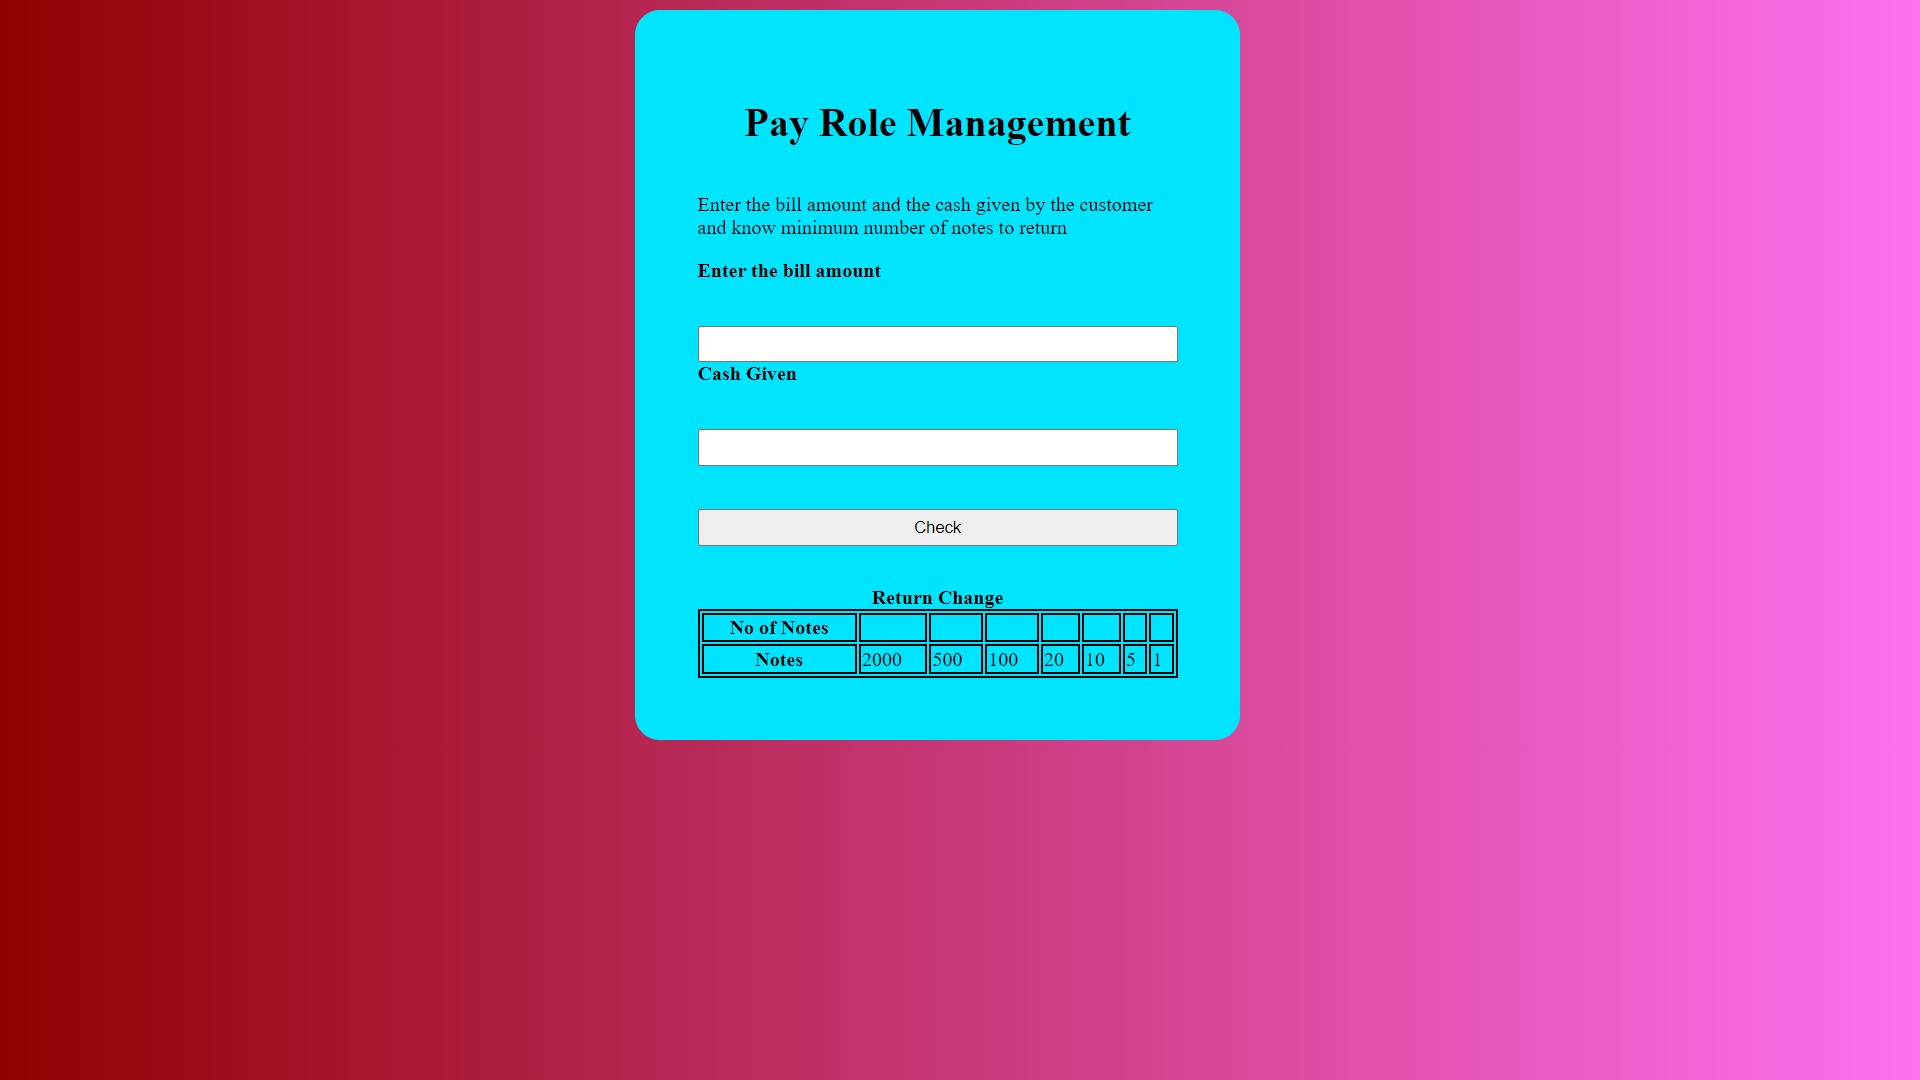 Pay Role Management
Enter the bill amount and the cash given by the customer
and know minimum number of notes to return
Enter the bill amount
Cash Given
Check
Return Change
No of Notes
Notes 2000 500 100 20 10 5 1